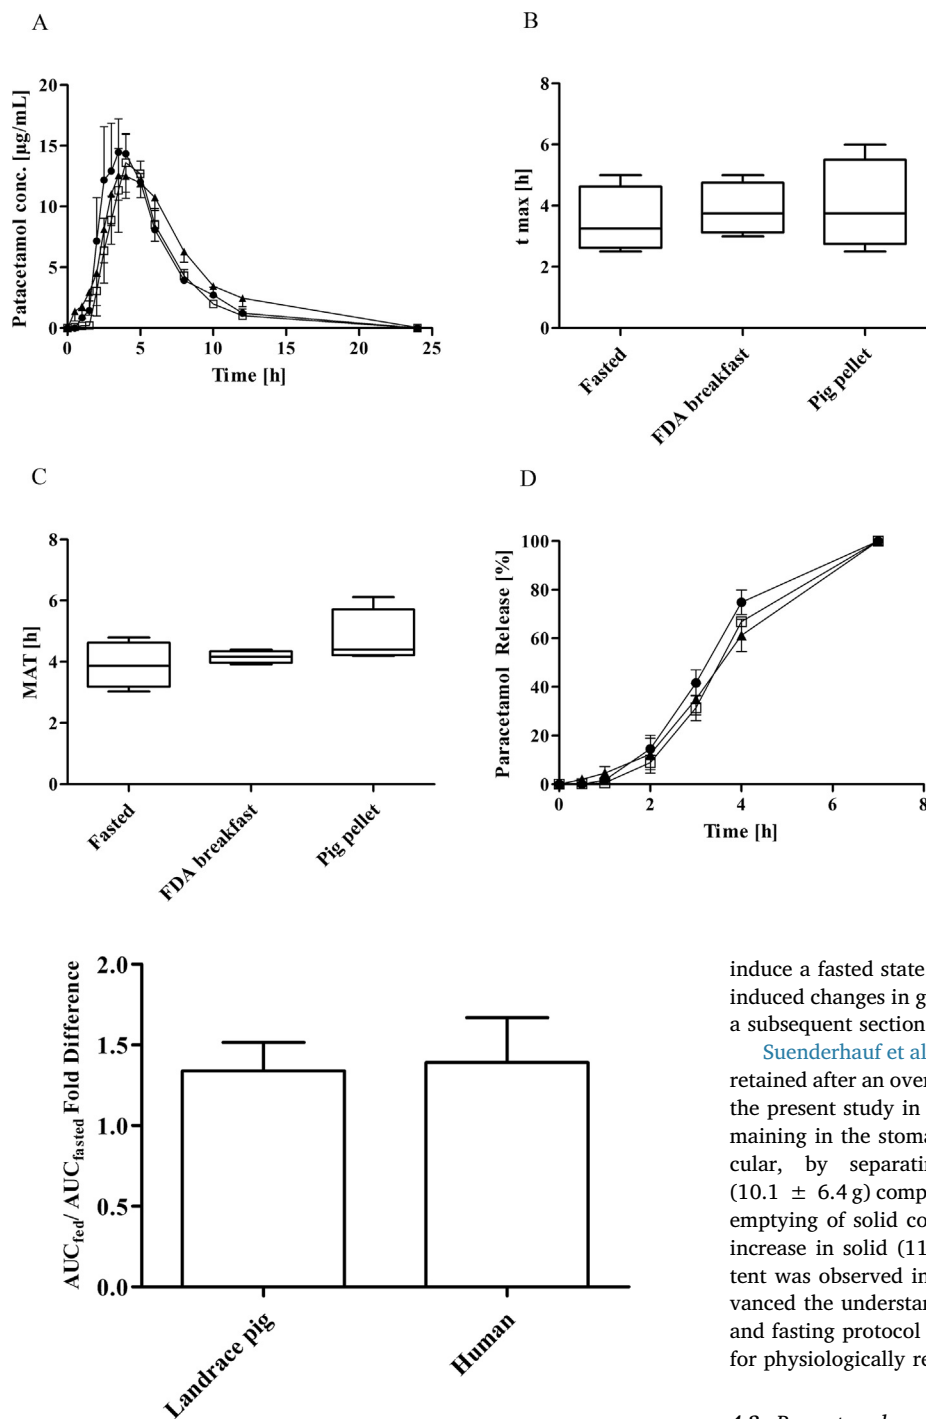 A
Patacetamol conc. [µg/mL]
20
15
10
5
0
0 5 10 15 20 25
Time [h]
B
t max [h]
8
6
4
2
0
Fasted
FDA breakfast
Pig pellet
C
MAT [h]
8
6
4
2
0
Fasted
FDA breakfast
Pig pellet
D
Paracetamol Release [%]
100
80
60
40
20
0
0 2 4 6 8
Time [h]
AUCfed/ AUCfasted Fold Difference
2.0
1.5
1.0
0.5
0.0
Landrace pig
Human
induce a fasted state
induced changes in g
a subsequent section
Suenderhauf et al
retained after an over
the present study in
maining in the stoma
cular, by separatin
(10.1 ± 6.4 g) comp
emptying of solid co
increase in solid (11
tent was observed in
vanced the understan
and fasting protocol
for physiologically re